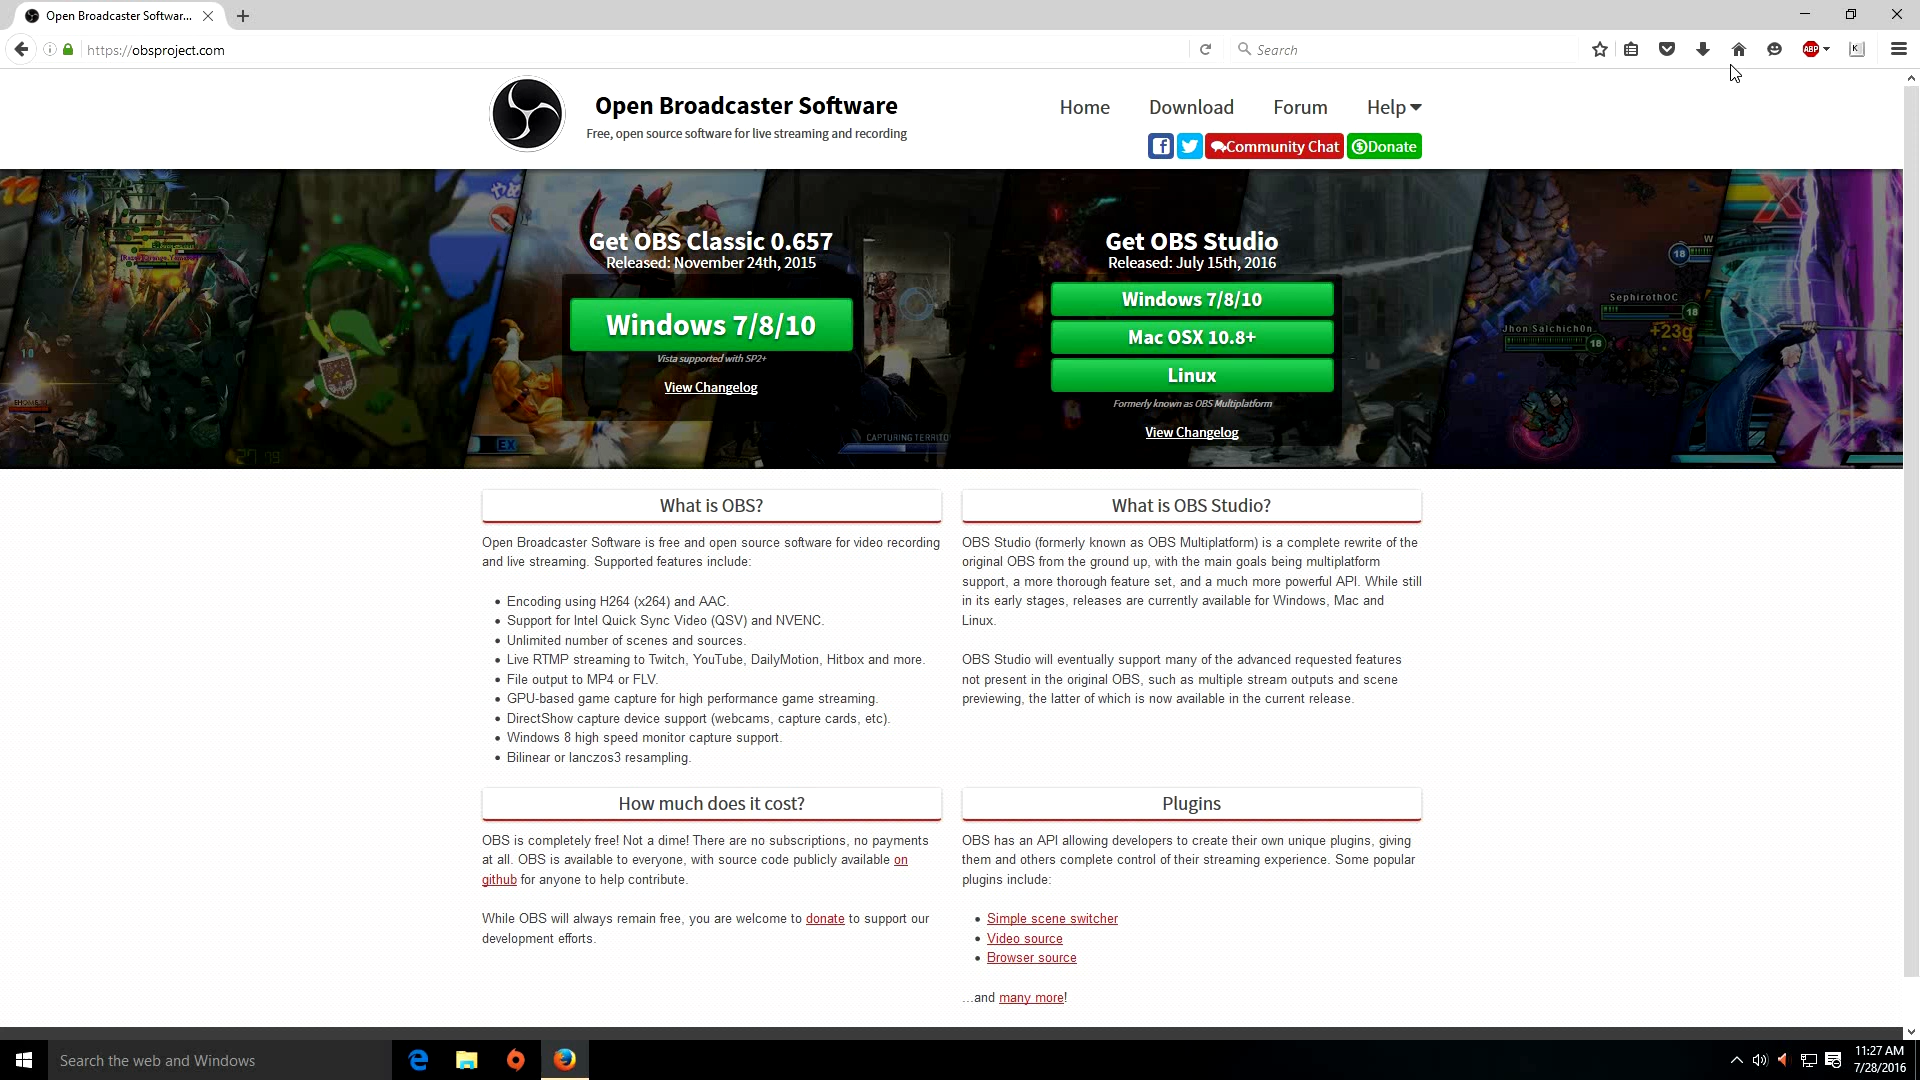 Open Broadcaster Softwar...
https://obsproject.com
Search
ABP
Open Broadcaster Software
Free, open source software for live streaming and recording
Home
Download
Forum
Help
Community Chat
Donate
Get OBS Classic 0.657
Released: November 24th, 2015
Windows 7/8/10
Vista supported with SP2+
View Changelog
Get OBS Studio
Released: July 15th, 2016
Windows 7/8/10
Mac OSX 10.8+
Linux
Formerly known as OBS Multiplatform
View Changelog
10
EX
CAPTURING TERRITO
18
SephirothOC
18
Jhon Salchich0n
18
+23g
What is OBS?
Open Broadcaster Software is free and open source software for video recording
and live streaming. Supported features include:
Encoding using H264 (x264) and AAC.
Support for Intel Quick Sync Video (QSV) and NVENC.
Unlimited number of scenes and sources.
Live RTMP streaming to Twitch, YouTube, DailyMotion, Hitbox and more.
File output to MP4 or FLV.
GPU-based game capture for high performance game streaming.
DirectShow capture device support (webcams, capture cards, etc).
Windows 8 high speed monitor capture support.
Bilinear or lanczos3 resampling.
What is OBS Studio?
OBS Studio (formerly known as OBS Multiplatform) is a complete rewrite of the
original OBS from the ground up, with the main goals being multiplatform
support, a more thorough feature set, and a much more powerful API. While still
in its early stages, releases are currently available for Windows, Mac and
Linux.
OBS Studio will eventually support many of the advanced requested features
not present in the original OBS, such as multiple stream outputs and scene
previewing, the latter of which is now available in the current release.
How much does it cost?
OBS is completely free! Not a dime! There are no subscriptions, no payments
at all. OBS is available to everyone, with source code publicly available on
github for anyone to help contribute.
While OBS will always remain free, you are welcome to donate to support our
development efforts.
Plugins
OBS has an API allowing developers to create their own unique plugins, giving
them and others complete control of their streaming experience. Some popular
plugins include:
Simple scene switcher
Video source
Browser source
...and many more!
Search the web and Windows
11:27 AM
7/28/2016